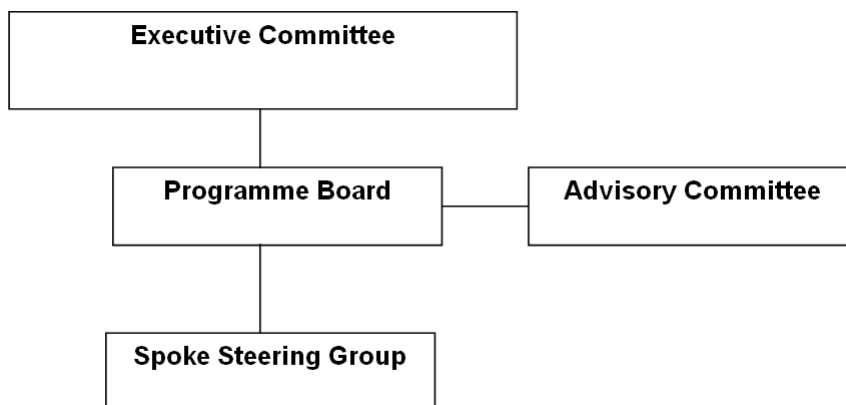 Executive Committee
Programme Board
Advisory Committee
Spoke Steering Group